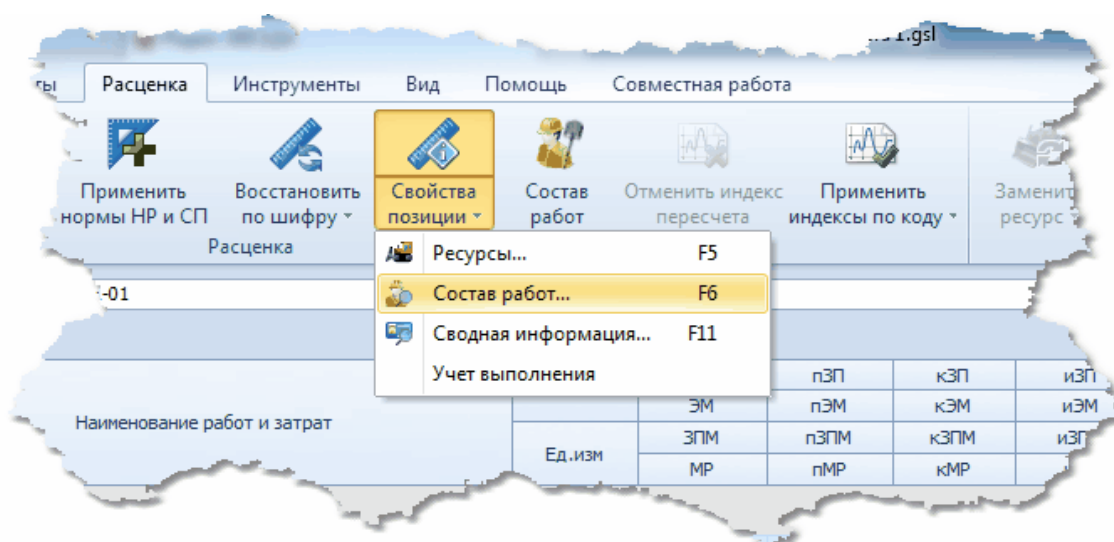 1.gsl
ты Расценка Инструменты Вид Помощь Совместная работа
Применить нормы НР и СП
Восстановить по шифру
Свойства позиции
Состав работ
Отменить индекс пересчета
Применить индексы по коду
Заменить ресурс
Расценка
Ресурсы... F5
-01
Состав работ... F6
Сводная информация... F11
Учет выполнения
пЗП кЗП иЗП
Наименование работ и затрат
ЭМ пЭМ кЭМ иЭМ
Ед.изм
ЗПМ пЗПМ кЗПМ
МР пМР кМР